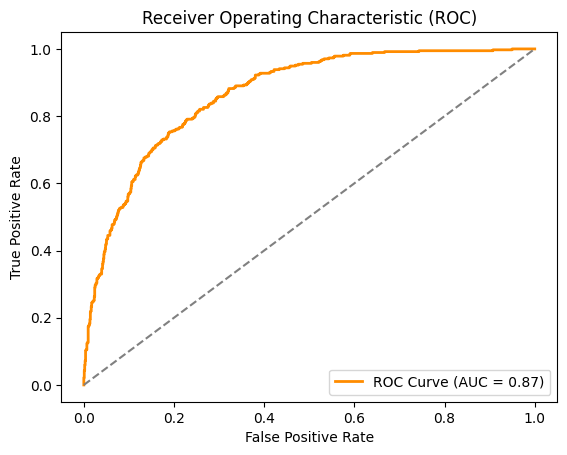 Receiver Operating Characteristic (ROC)
True Positive Rate
1.0
0.8
0.6
0.4
0.2
0.0
ROC Curve (AUC = 0.87)
0.0 0.2 0.4 0.6 0.8 1.0
False Positive Rate